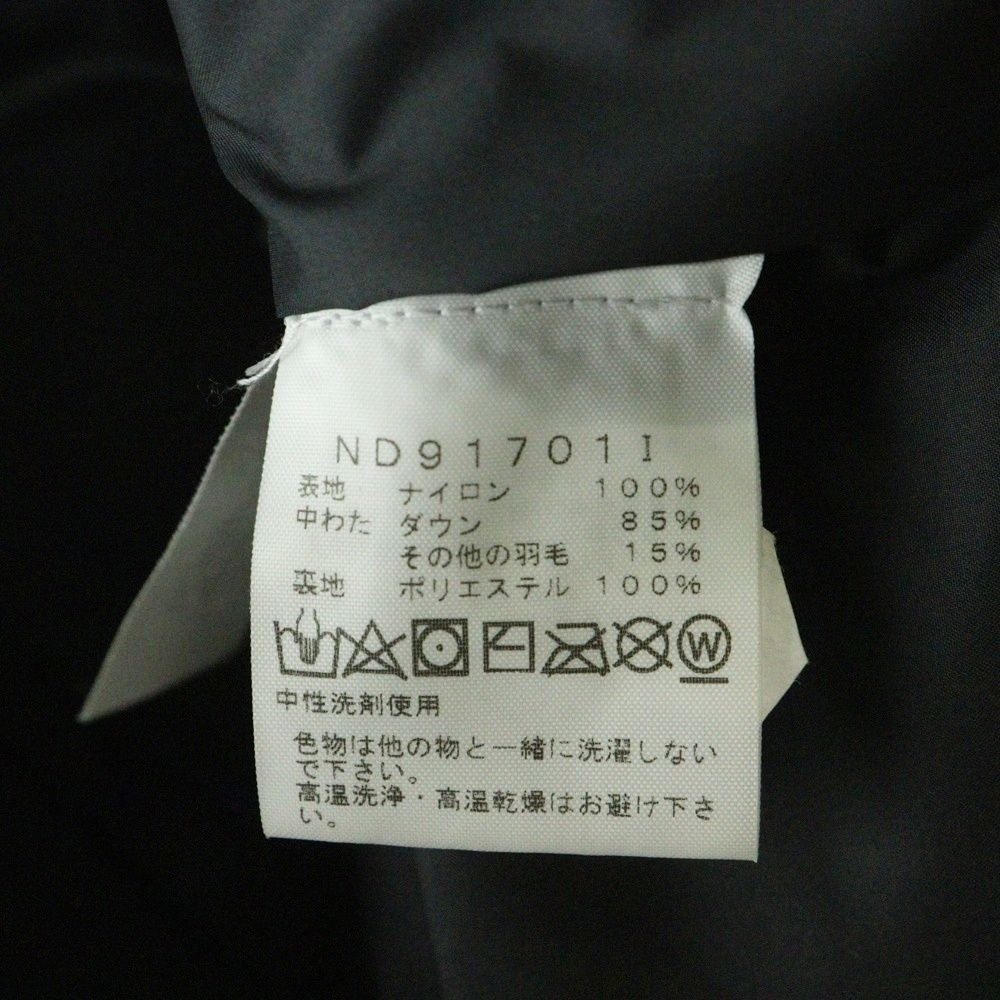 ND91701I
表地 ナイロン 100%
中わた ダウン 85%
その他の羽毛 15%
裏地 ポリエステル 100%
W
中性洗剤使用
色物は他の物と一緒に洗濯しない
で下さい。
高温洗浄・高温乾燥はお避け下さ
い。